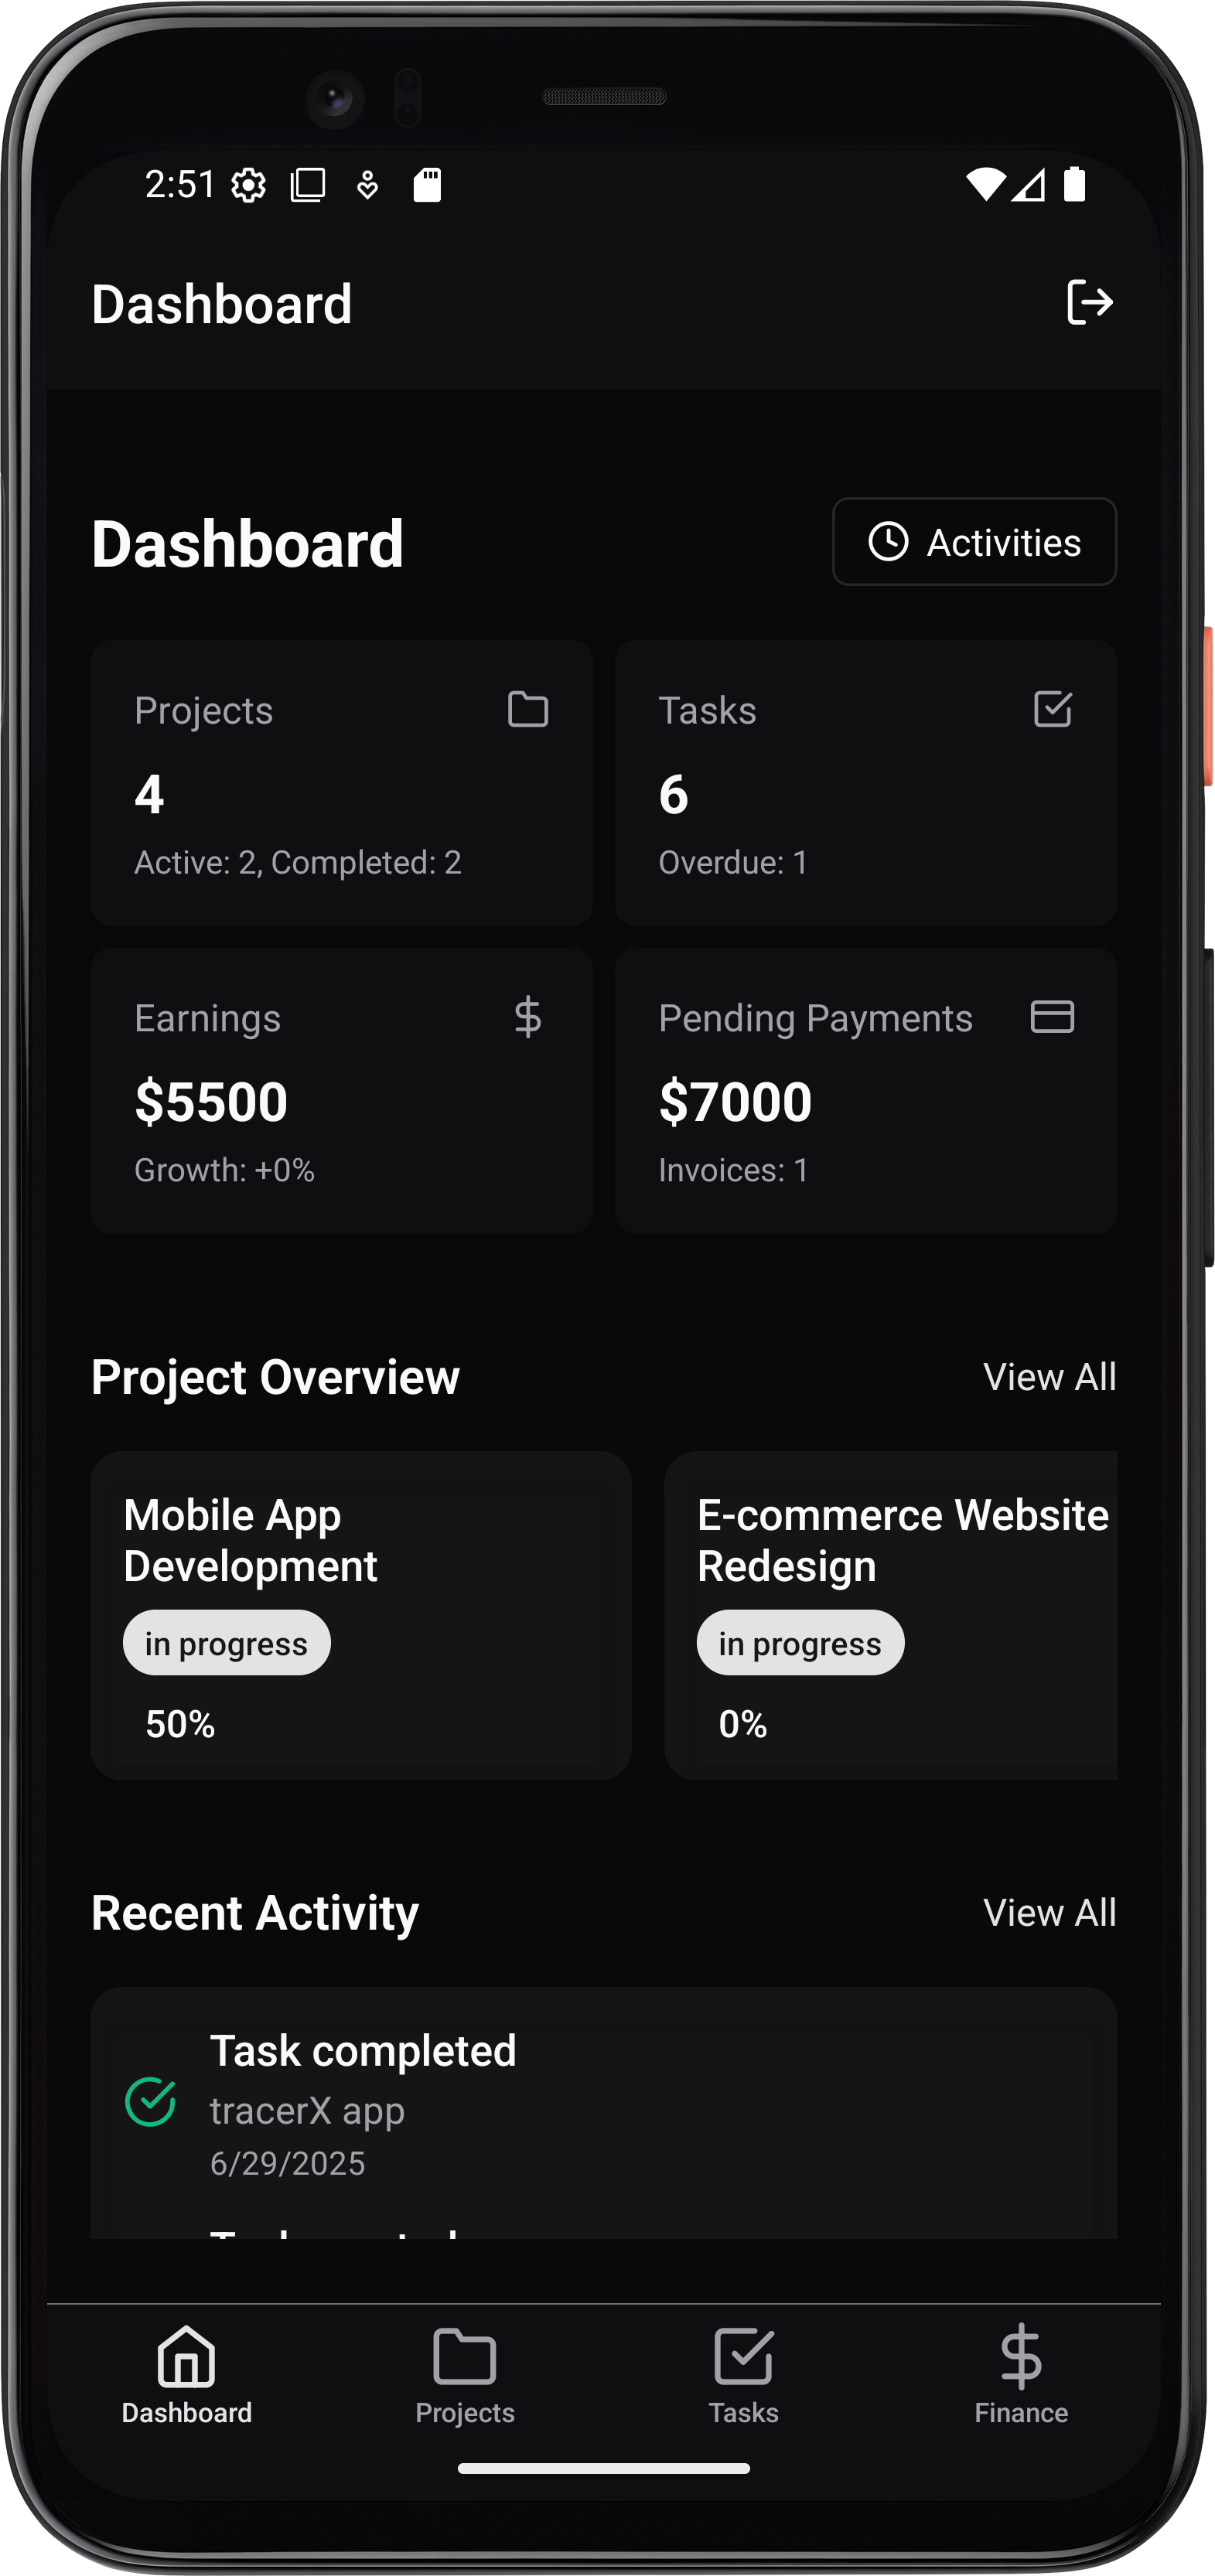 2:51
Dashboard
Dashboard
Activities
Projects
4
Active: 2, Completed: 2
Tasks
6
Overdue: 1
Earnings
$5500
Growth: +0%
Pending Payments
$7000
Invoices: 1
Project Overview
View All
Mobile App
Development
in progress
50%
E-commerce Website
Redesign
in progress
0%
Recent Activity
View All
Task completed
tracerX app
6/29/2025
Dashboard
Projects
Tasks
Finance